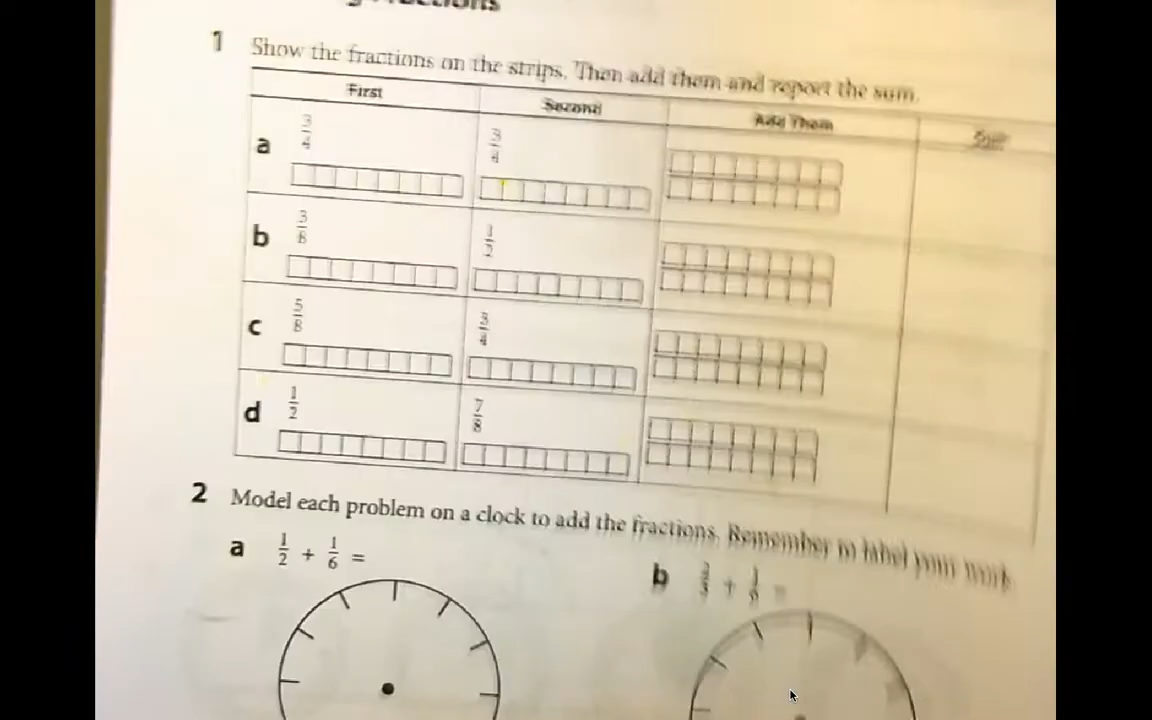 Fractions
1 Show the fractions on the strips. Then add them and report the sum.
First Second Add Them Sum
a 3/4 3/4
b 3/8 1/2
c 5/8 3/4
d 1/2 7/8
2 Model each problem on a clock to add the fractions. Remember to label your work.
a 1/2 + 1/6 =
b